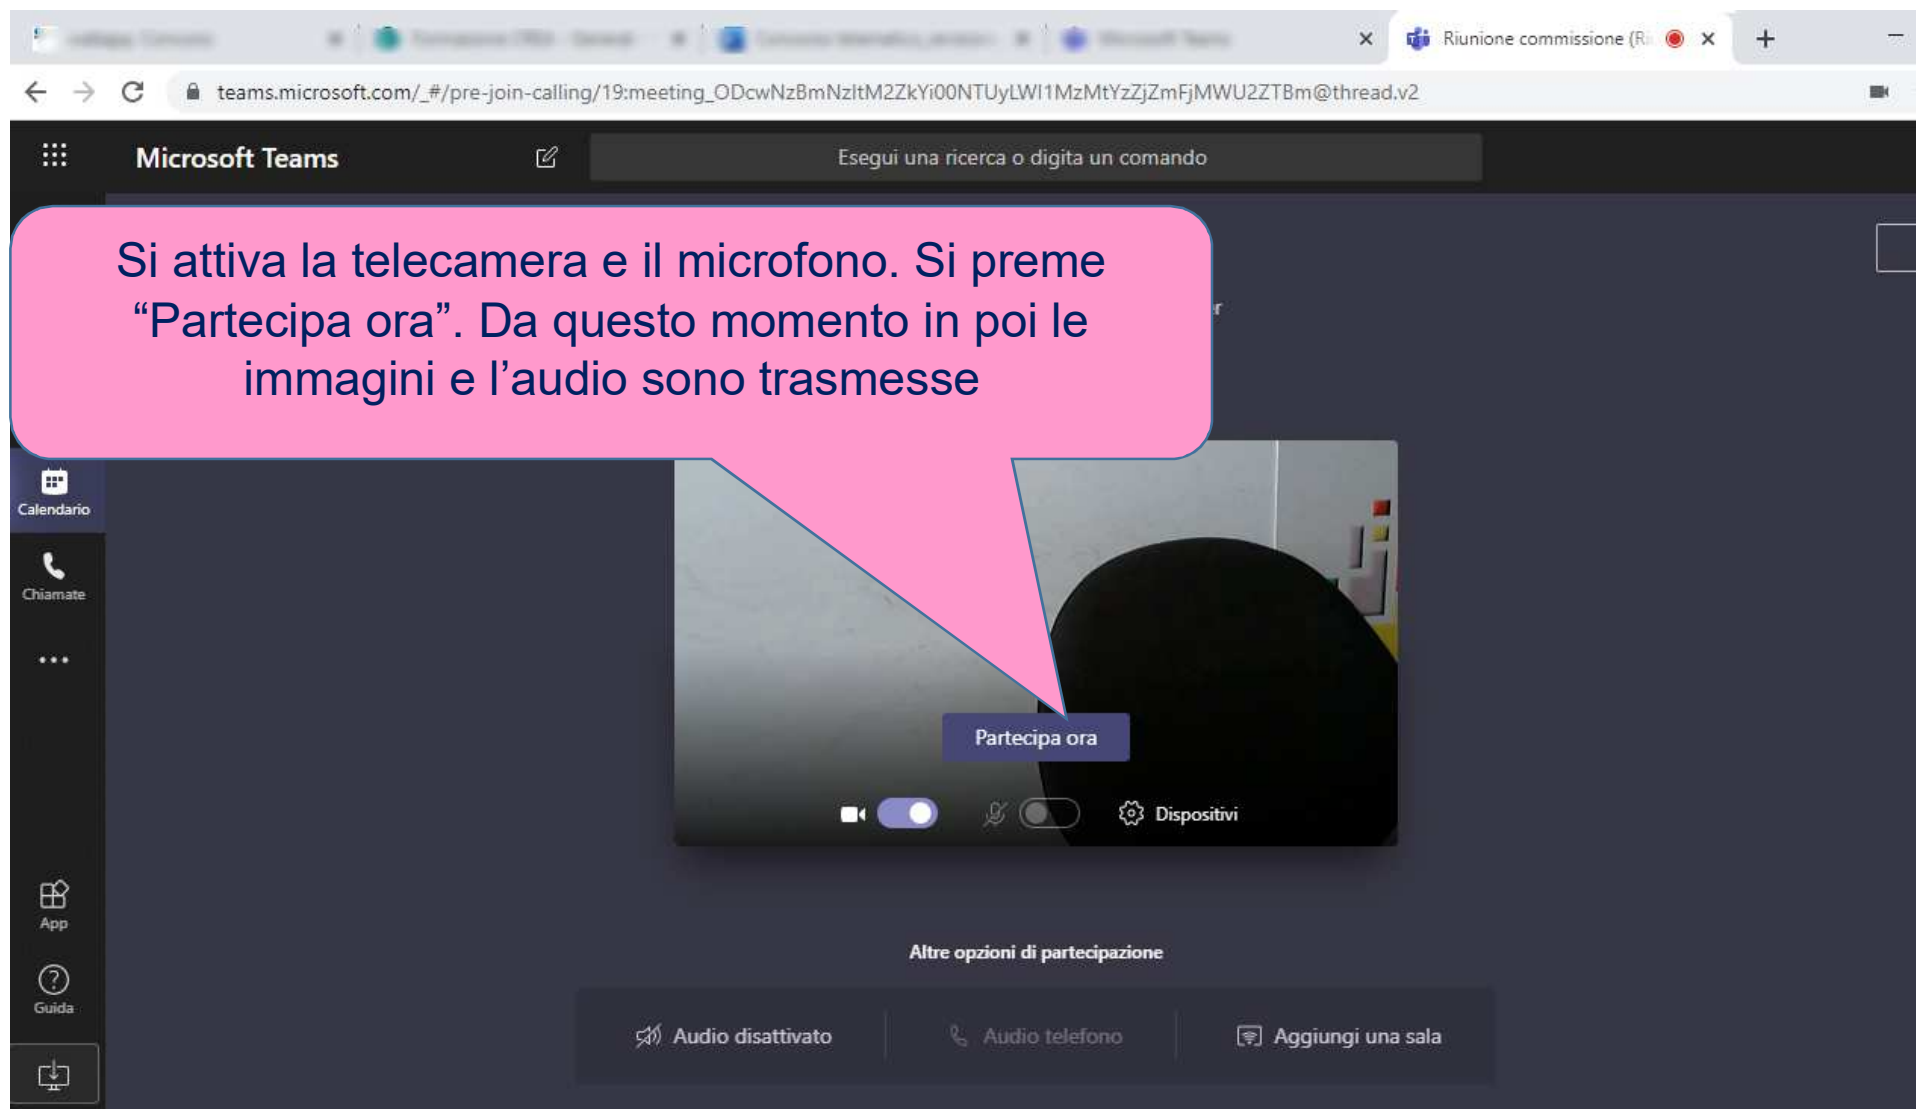 Riunione commissione (Ri
teams.microsoft.com/_#/pre-join-calling/19:meeting_ODcwNzBmNzItM2ZkYi00NTUyLWI1MzMtYzZjZmFjMWU2ZTBm@thread.v2
Microsoft Teams
Esegui una ricerca o digita un comando
Si attiva la telecamera e il microfono. Si preme
“Partecipa ora”. Da questo momento in poi le
immagini e l’audio sono trasmesse
Calendario
Chiamate
Partecipa ora
Dispositivi
App
Guida
Altre opzioni di partecipazione
Audio disattivato
Audio telefono
Aggiungi una sala